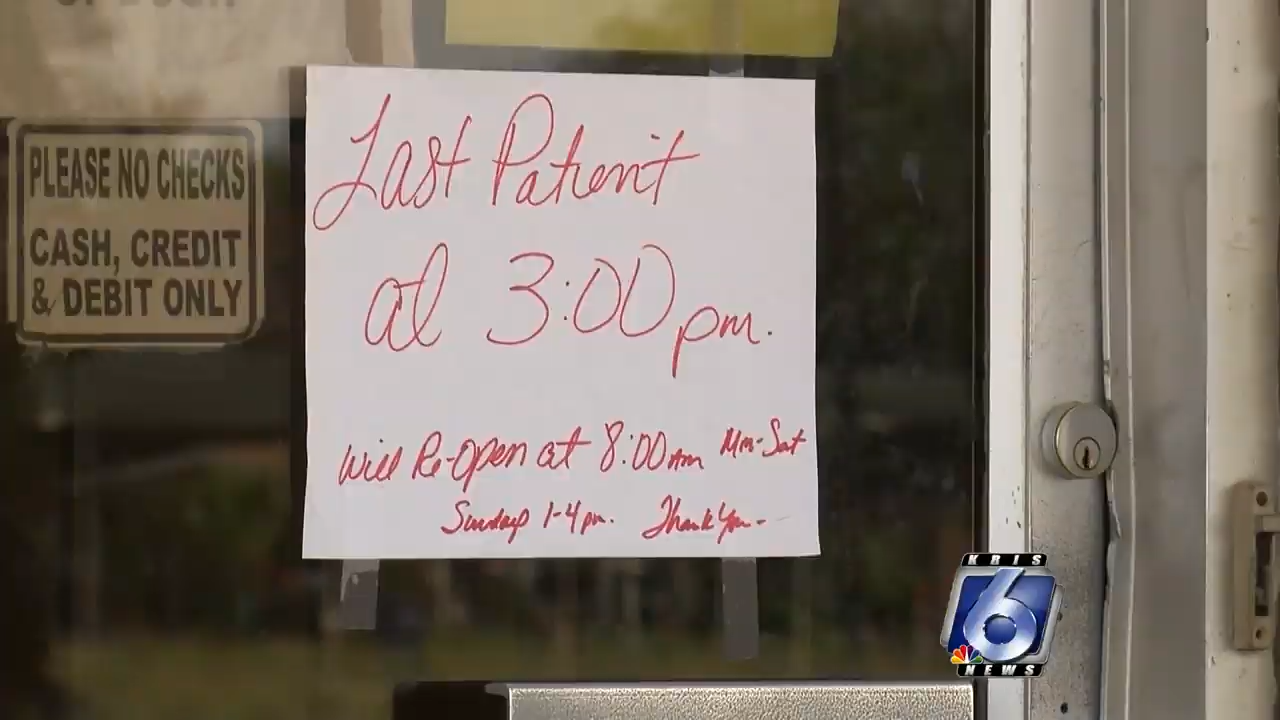 PLEASE NO CHECKS
CASH, CREDIT
& DEBIT ONLY
Last Patient
at 3:00 pm.
Will Re-Open at 8:00 Am Mon-Sat
Sunday 1-4 pm. Thank You-
KRIS
6
NEWS